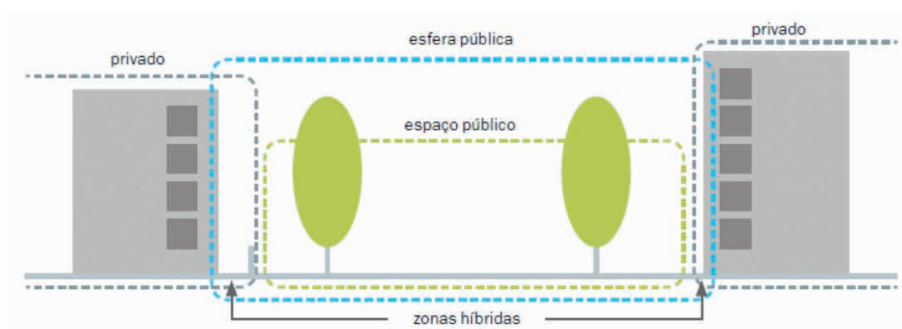 esfera pública
privado
privado
espaço público
zonas híbridas